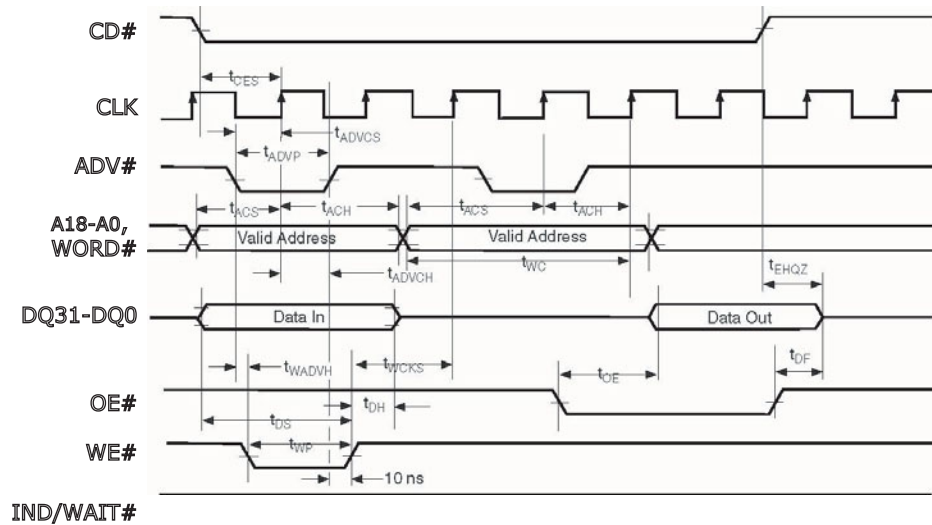 CD#
tCES
CLK
tADVCS
tADVP
ADV#
tACS tACH tACS tACH
A18-A0,
WORD#
Valid Address Valid Address
tWC
tADVCH
tEHQZ
DQ31-DQ0
Data In Data Out
tWADVH tWCKS tOE tDF
OE#
tDH
tDS
tWP
WE#
10 ns
IND/WAIT#